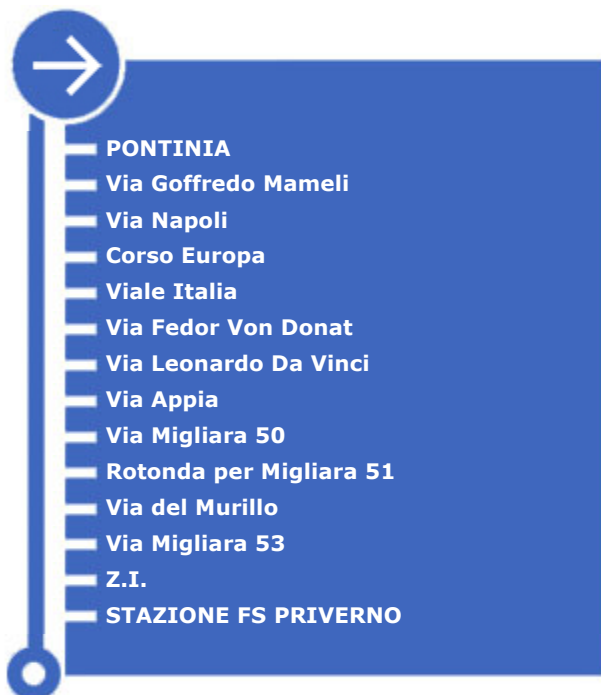 PONTINIA
Via Goffredo Mameli
Via Napoli
Corso Europa
Viale Italia
Via Fedor Von Donat
Via Leonardo Da Vinci
Via Appia
Via Migliara 50
Rotonda per Migliara 51
Via del Murillo
Via Migliara 53
Z.I.
STAZIONE FS PRIVERNO